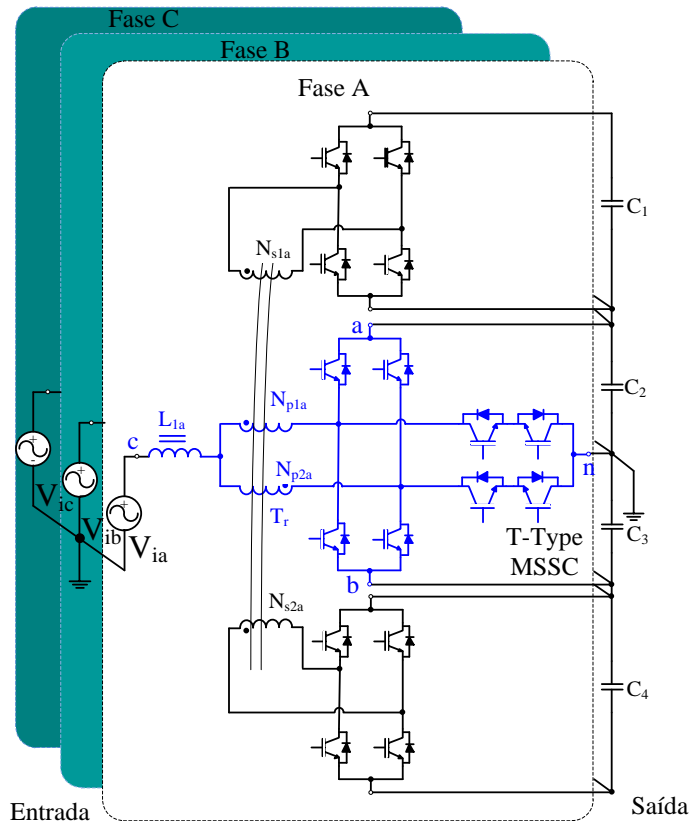 Fase C
Fase B
Fase A
C1
Ns1a
a
C2
Np1a
L1a
c
n
Np2a
Tr
Vic
Vib
Via
T-Type
MSSC
C3
b
Ns2a
C4
Entrada
Saída